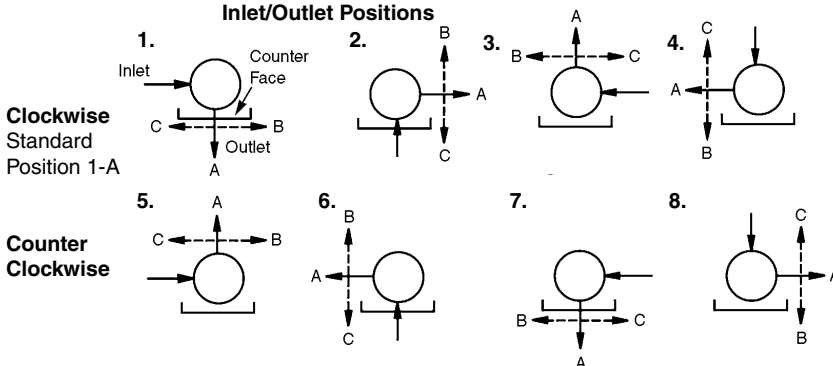 Inlet/Outlet Positions
1.
Inlet
Counter
Face
C
B
Outlet
A
2.
B
A
C
3.
A
B
C
4.
C
A
B
Clockwise
Standard
Position 1-A
5.
A
C
B
6.
B
A
C
7.
B
C
A
8.
C
A
B
Counter
Clockwise